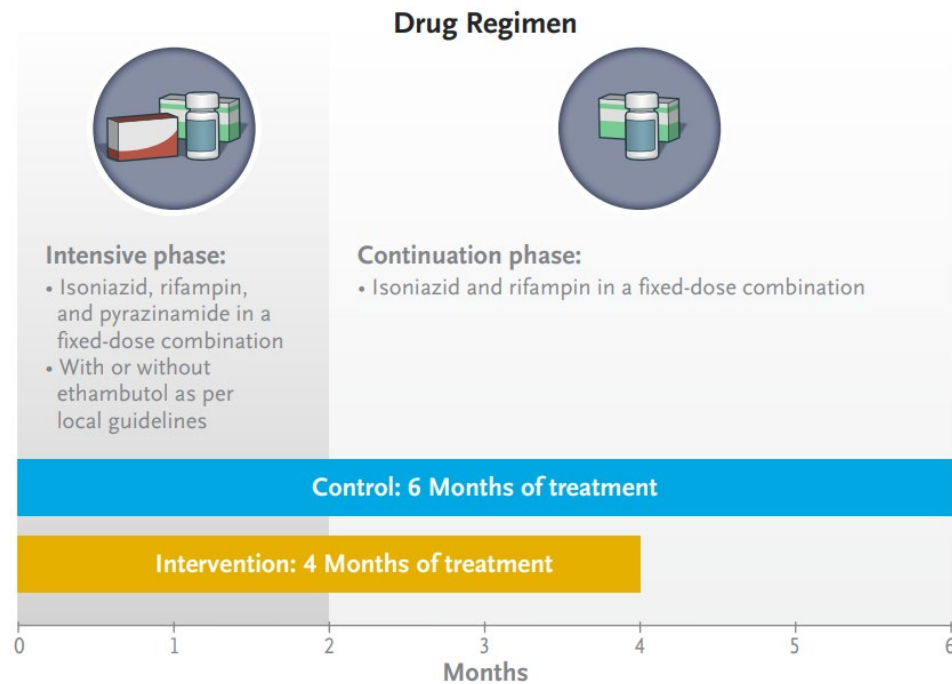 Drug Regimen
Intensive phase:
• Isoniazid, rifampin,
and pyrazinamide in a
fixed-dose combination
• With or without
ethambutol as per
local guidelines
Continuation phase:
• Isoniazid and rifampin in a fixed-dose combination
Control: 6 Months of treatment
Intervention: 4 Months of treatment
0 1 2 3 4 5 6
Months